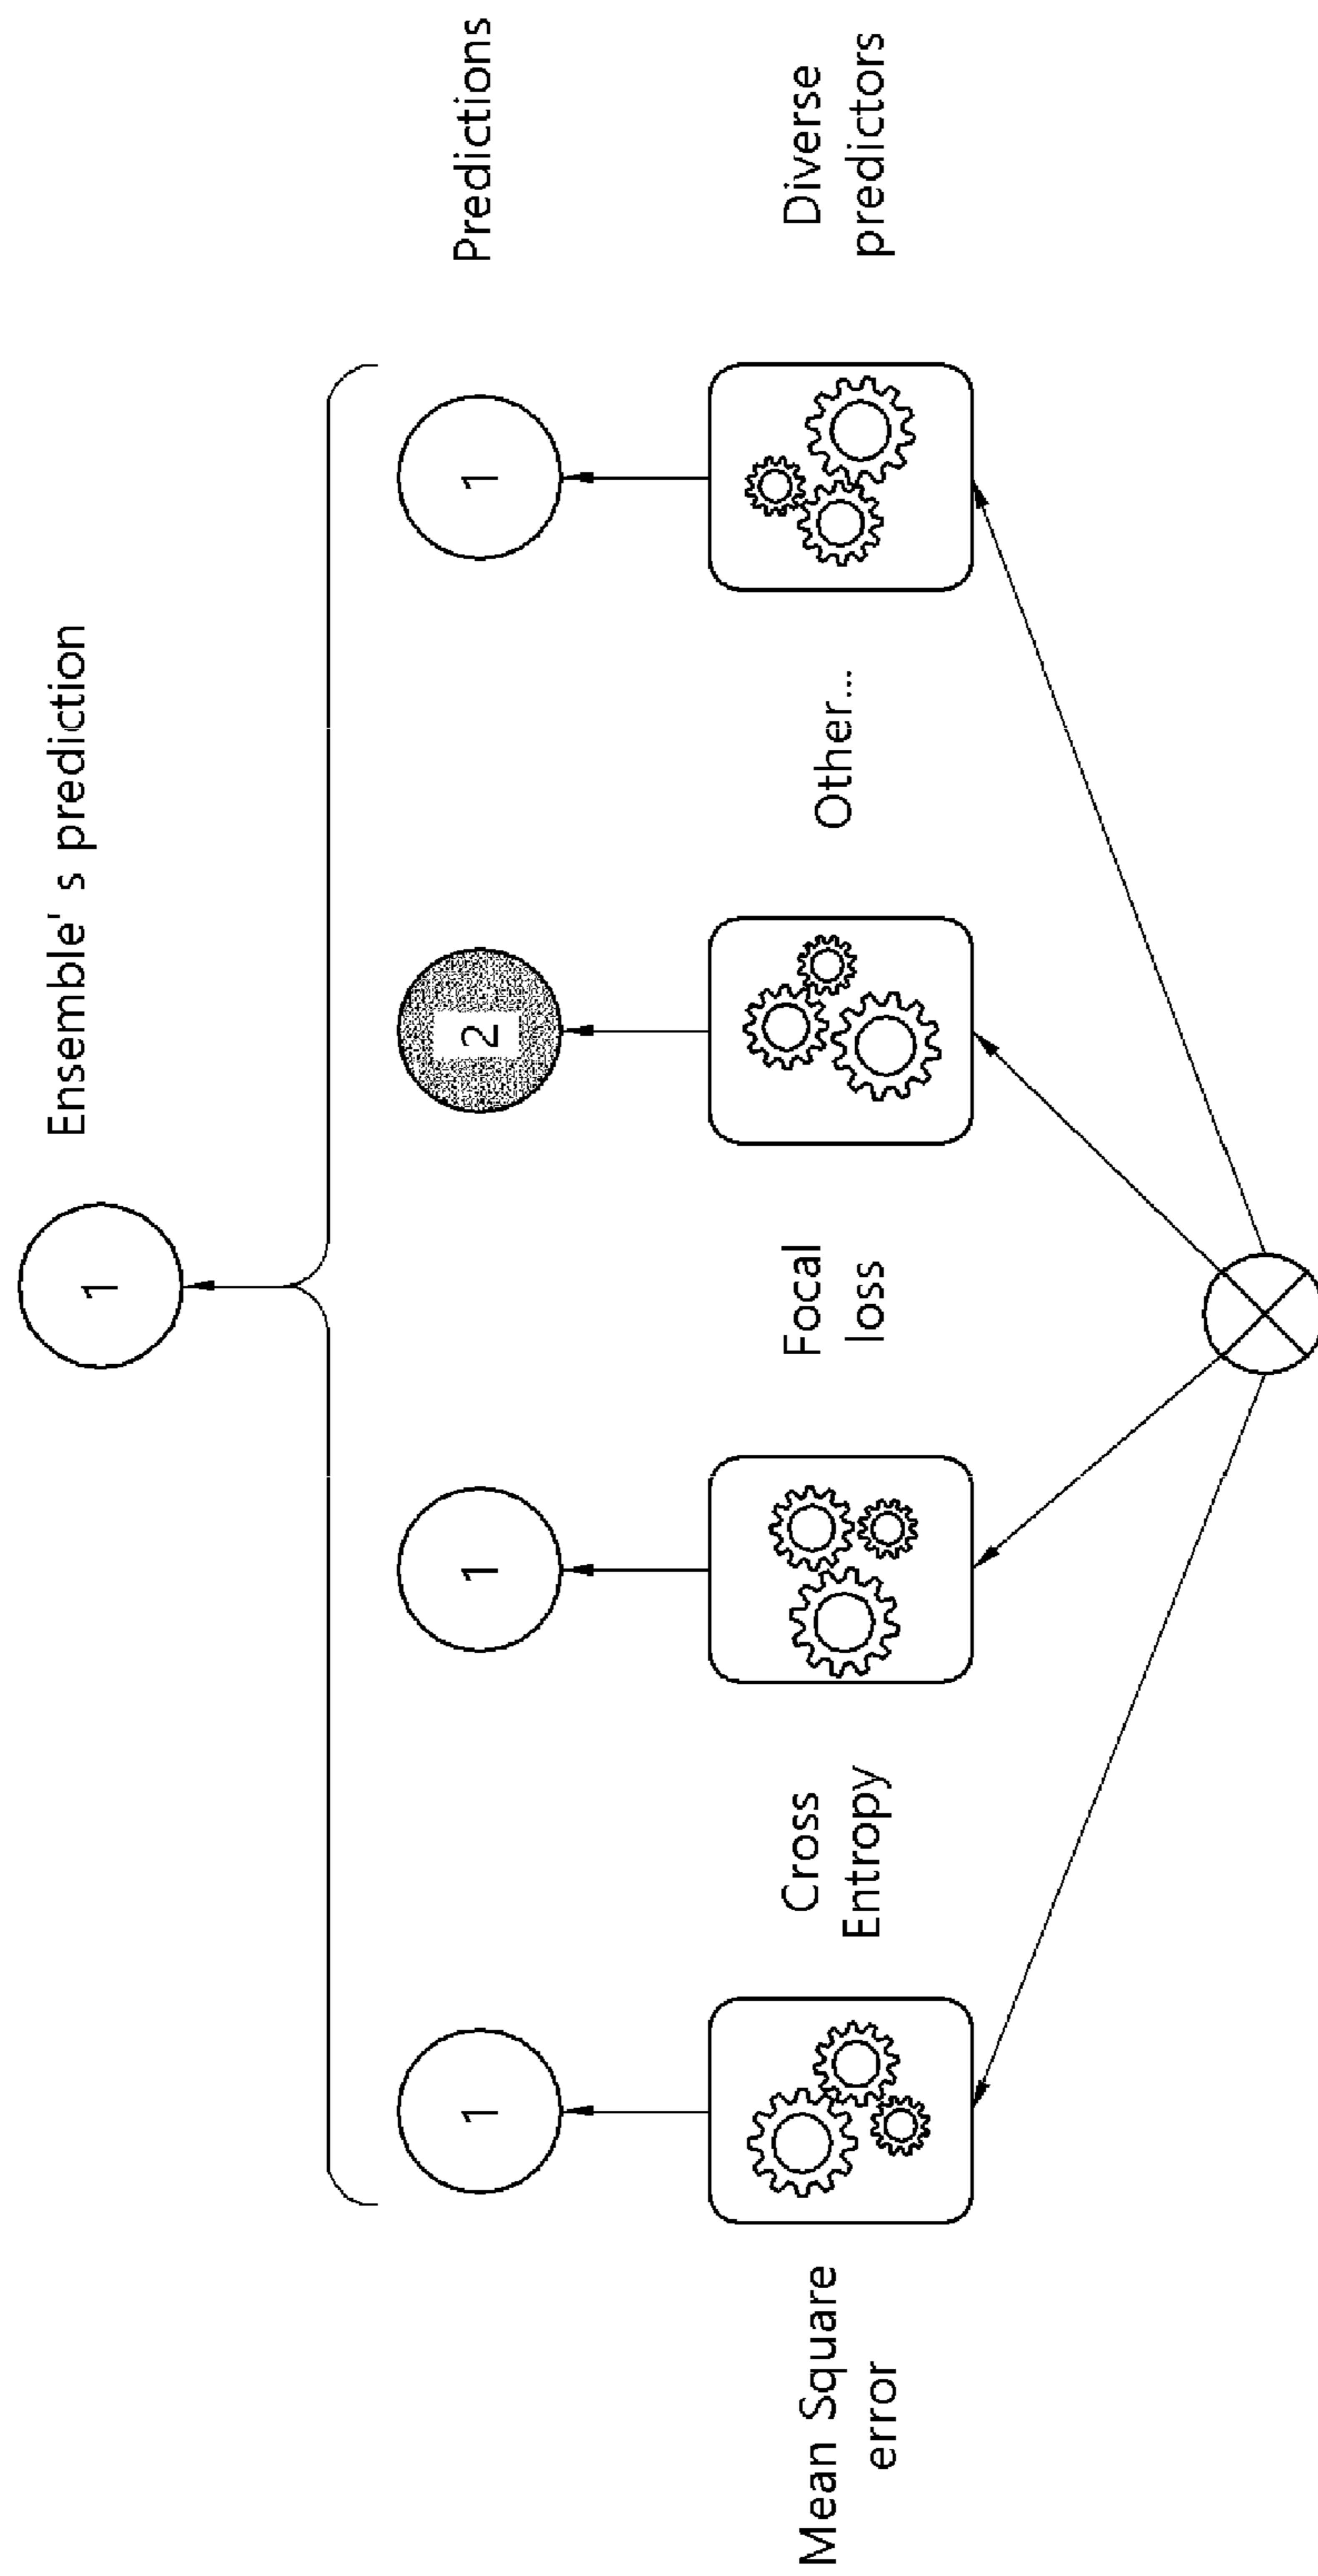 Ensemble' s prediction
1
Predictions
1
1
2
1
Diverse
predictors
Mean Square
error
Cross
Entropy
Focal
loss
Other...